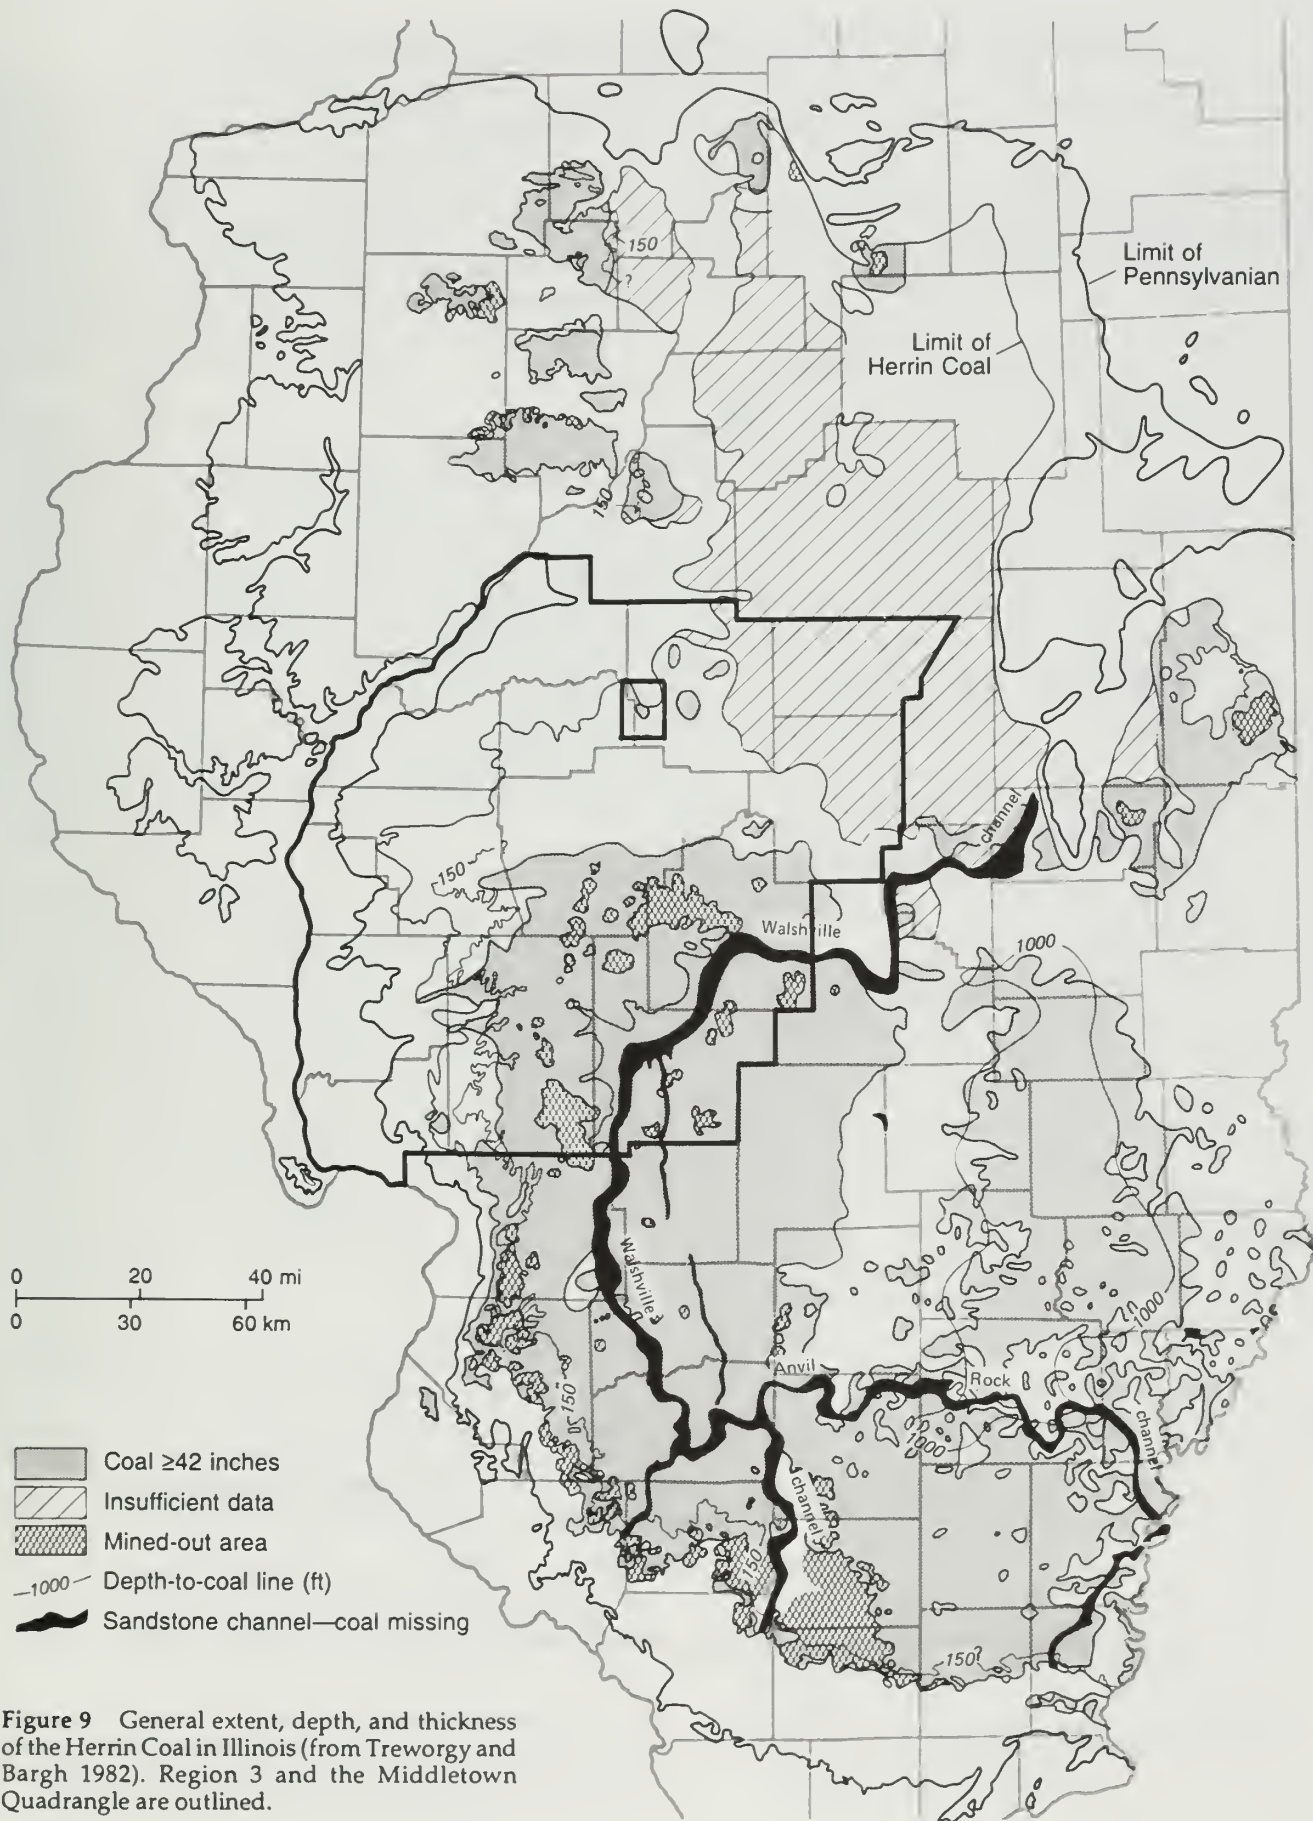 150
?
Limit of
Pennsylvanian
Limit of
Herrin Coal
150
channel
150
Walshville
1000
Walshville
1000
Anvil
Rock
channel
1000
150
channel
150
150?
0 20 40 mi
0 30 60 km
Coal ≥42 inches
Insufficient data
Mined-out area
1000 Depth-to-coal line (ft)
Sandstone channel—coal missing
Figure 9 General extent, depth, and thickness
of the Herrin Coal in Illinois (from Treworgy and
Bargh 1982). Region 3 and the Middletown
Quadrangle are outlined.